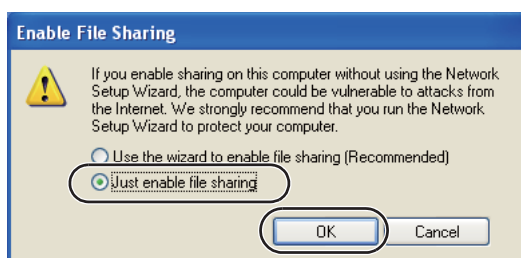 Enable File Sharing
If you enable sharing on this computer without using the Network
Setup Wizard, the computer could be vulnerable to attacks from
the Internet. We strongly recommend that you run the Network
Setup Wizard to protect your computer.
Use the wizard to enable file sharing (Recommended)
Just enable file sharing
OK Cancel